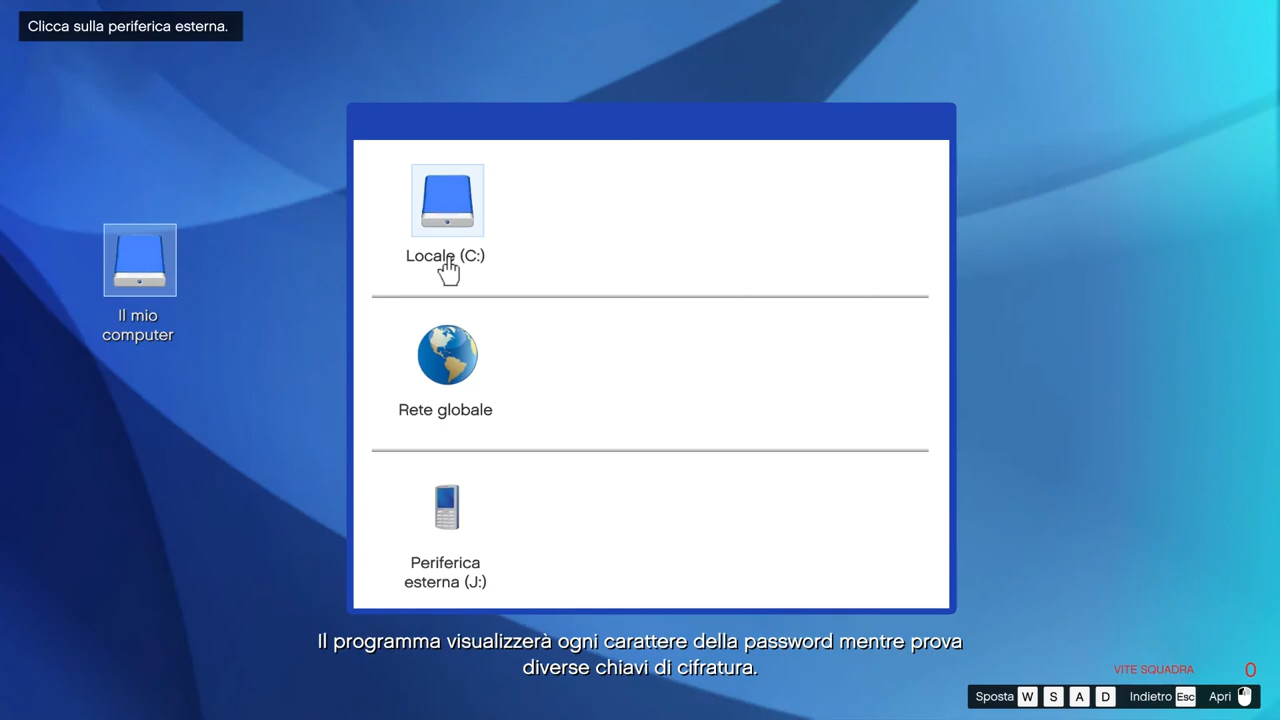 Clicca sulla periferica esterna.
Locale (C:)
Il mio
computer
Rete globale
Periferica
esterna (J:)
Il programma visualizzerà ogni carattere della password mentre prova
diverse chiavi di cifratura.
VITE SQUADRA 0
Sposta W S A D Indietro Esc Apri